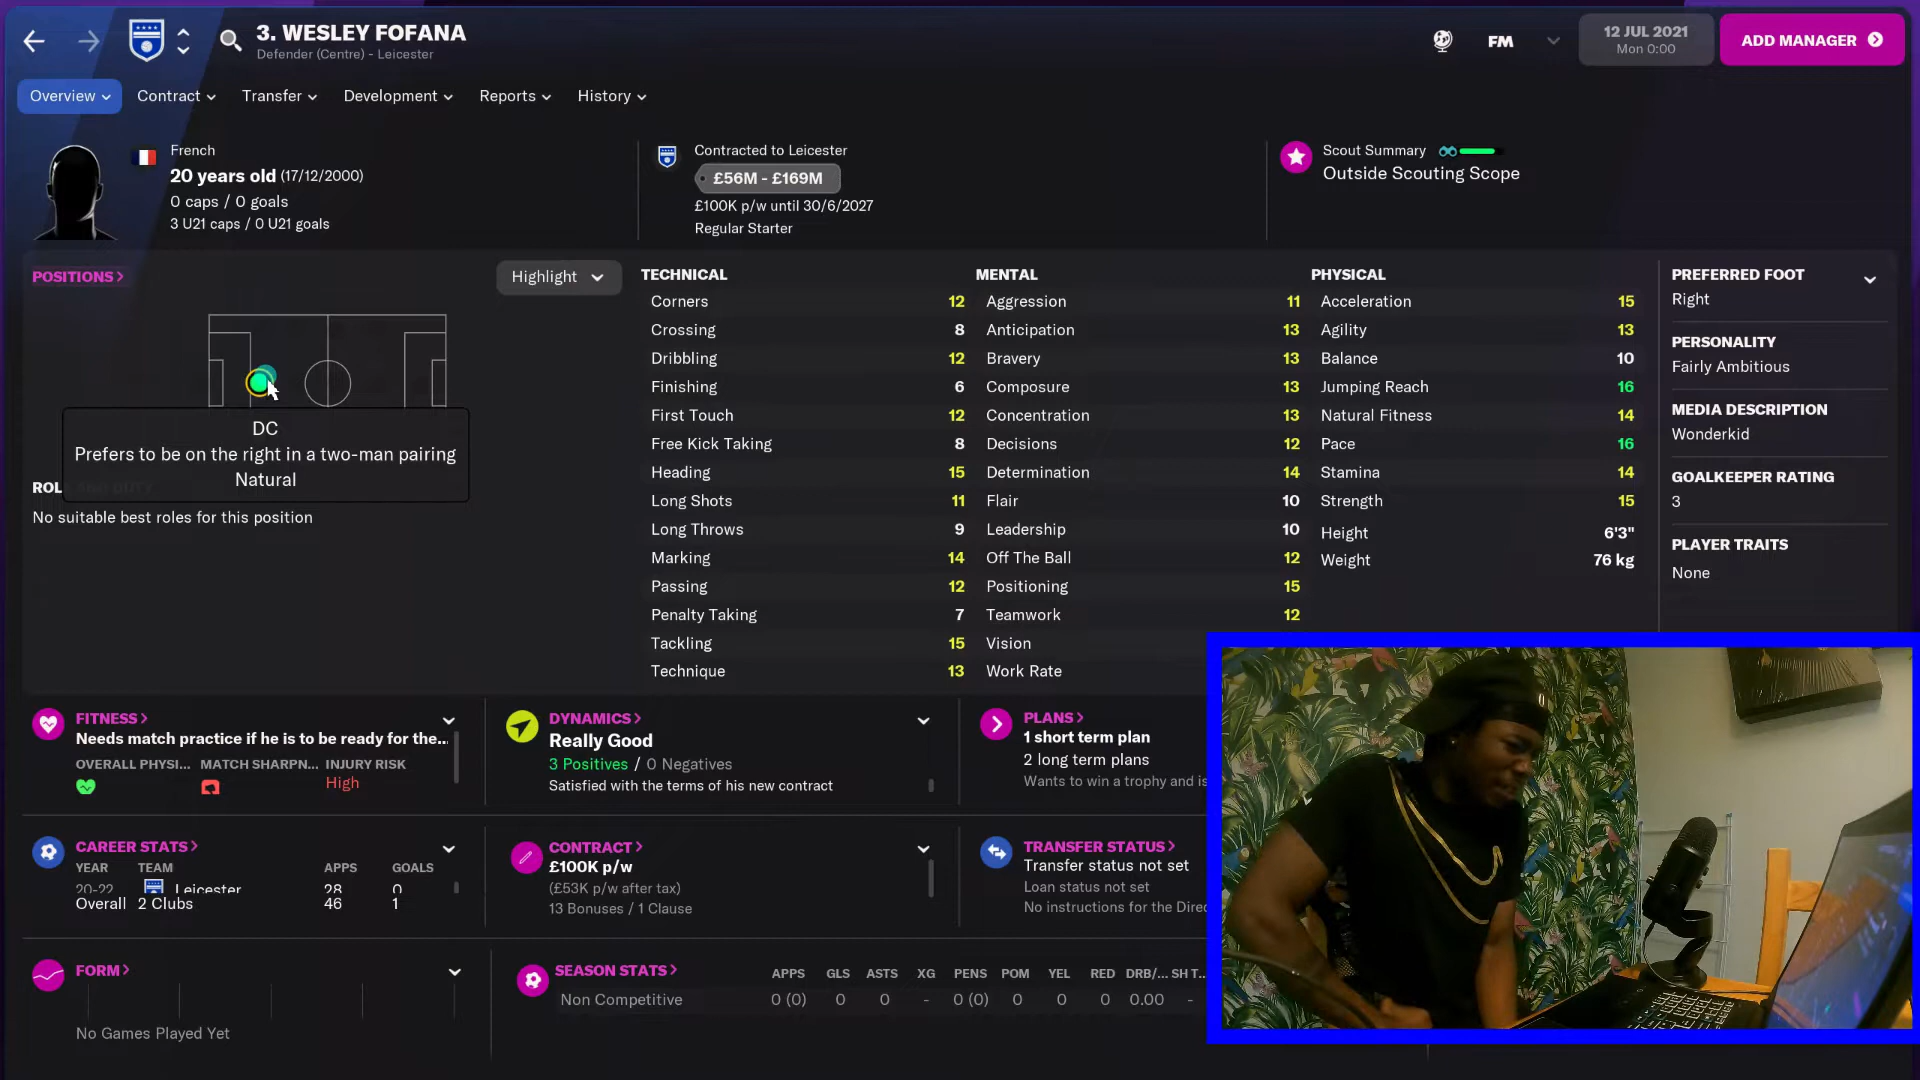 3. WESLEY FOFANA
Defender (Centre) - Leicester
FM
12 JUL 2021
Mon 0:00
ADD MANAGER
Overview
Contract
Transfer
Development
Reports
History
French
20 years old (17/12/2000)
0 caps / 0 goals
3 U21 caps / 0 U21 goals
Contracted to Leicester
£56M - £169M
£100K p/w until 30/6/2027
Regular Starter
Scout Summary
Outside Scouting Scope
POSITIONS
Highlight
DC
Prefers to be on the right in a two-man pairing
Natural
No suitable best roles for this position
TECHNICAL
Corners 12
Crossing 8
Dribbling 12
Finishing 6
First Touch 12
Free Kick Taking 8
Heading 15
Long Shots 11
Long Throws 9
Marking 14
Passing 12
Penalty Taking 7
Tackling 15
Technique 13
MENTAL
Aggression 11
Anticipation 13
Bravery 13
Composure 13
Concentration 13
Decisions 12
Determination 14
Flair 10
Leadership 10
Off The Ball 12
Positioning 15
Teamwork 12
Vision
Work Rate
PHYSICAL
Acceleration 15
Agility 13
Balance 10
Jumping Reach 16
Natural Fitness 14
Pace 16
Stamina 14
Strength 15
Height 6'3"
Weight 76 kg
PREFERRED FOOT
Right
PERSONALITY
Fairly Ambitious
MEDIA DESCRIPTION
Wonderkid
GOALKEEPER RATING
3
PLAYER TRAITS
None
FITNESS
Needs match practice if he is to be ready for the...
OVERALL PHYSI... MATCH SHARPN... INJURY RISK
High
DYNAMICS
Really Good
3 Positives / 0 Negatives
Satisfied with the terms of his new contract
PLANS
1 short term plan
2 long term plans
Wants to win a trophy and is
CAREER STATS
YEAR TEAM APPS GOALS
20-22 Leicester 28 0
Overall 2 Clubs 46 1
CONTRACT
£100K p/w
(£53K p/w after tax)
13 Bonuses / 1 Clause
TRANSFER STATUS
Transfer status not set
Loan status not set
No instructions for the Dire
FORM
No Games Played Yet
SEASON STATS APPS GLS ASTS XG PENS POM YEL RED DRB/... SH T...
Non Competitive 0 (0) 0 0 - 0 (0) 0 0 0 0.00 -